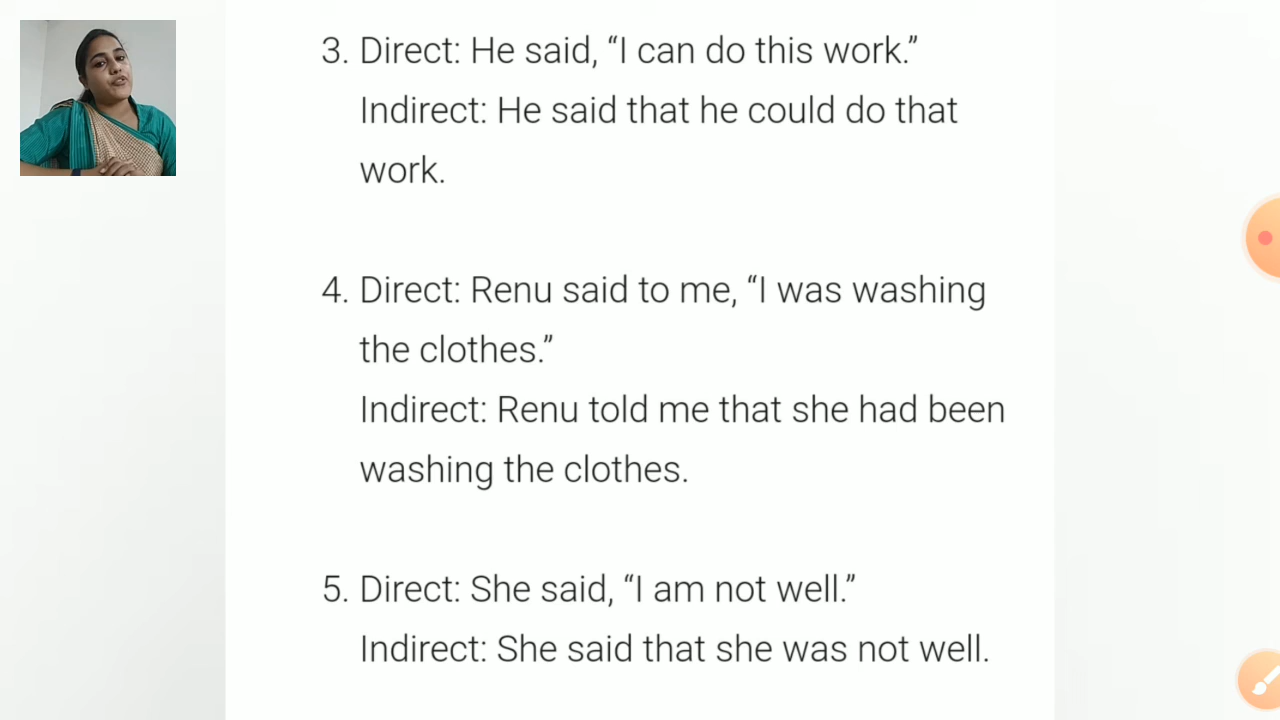 3. Direct: He said, “I can do this work.”
Indirect: He said that he could do that
work.
4. Direct: Renu said to me, “I was washing
the clothes.”
Indirect: Renu told me that she had been
washing the clothes.
5. Direct: She said, “I am not well.”
Indirect: She said that she was not well.